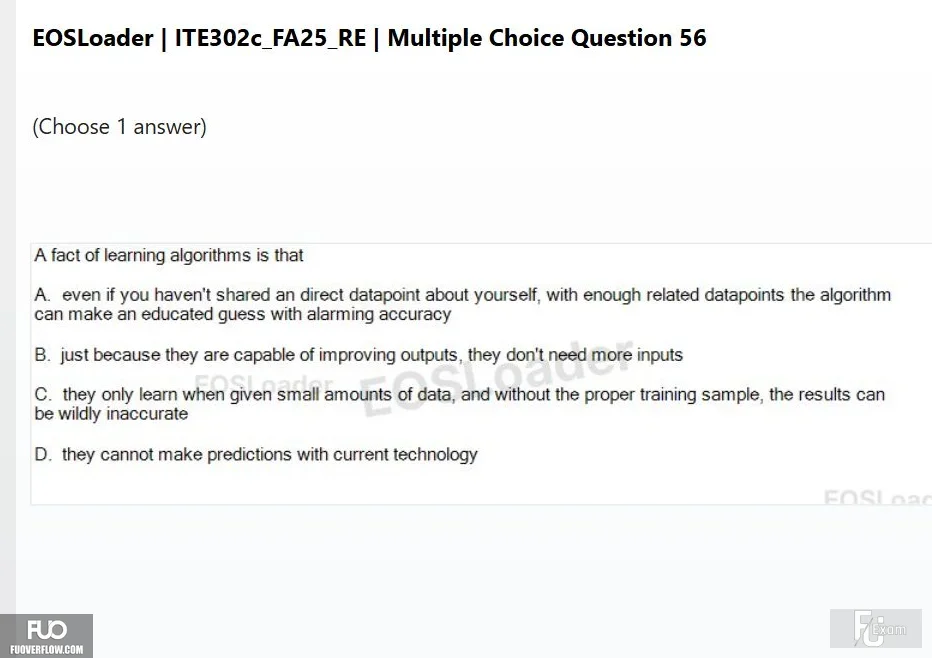 EOSLoader | ITE302c_FA25_RE | Multiple Choice Question 56
(Choose 1 answer)
A fact of learning algorithms is that
A. even if you haven't shared an direct datapoint about yourself, with enough related datapoints the algorithm
can make an educated guess with alarming accuracy
B. just because they are capable of improving outputs, they don't need more inputs
EOSLoader
EOSLoader
C. they only learn when given small amounts of data, and without the proper training sample, the results can
be wildly inaccurate
D. they cannot make predictions with current technology
EOSLoad
FUO
FUOVERFLOW.COM
FU Exam